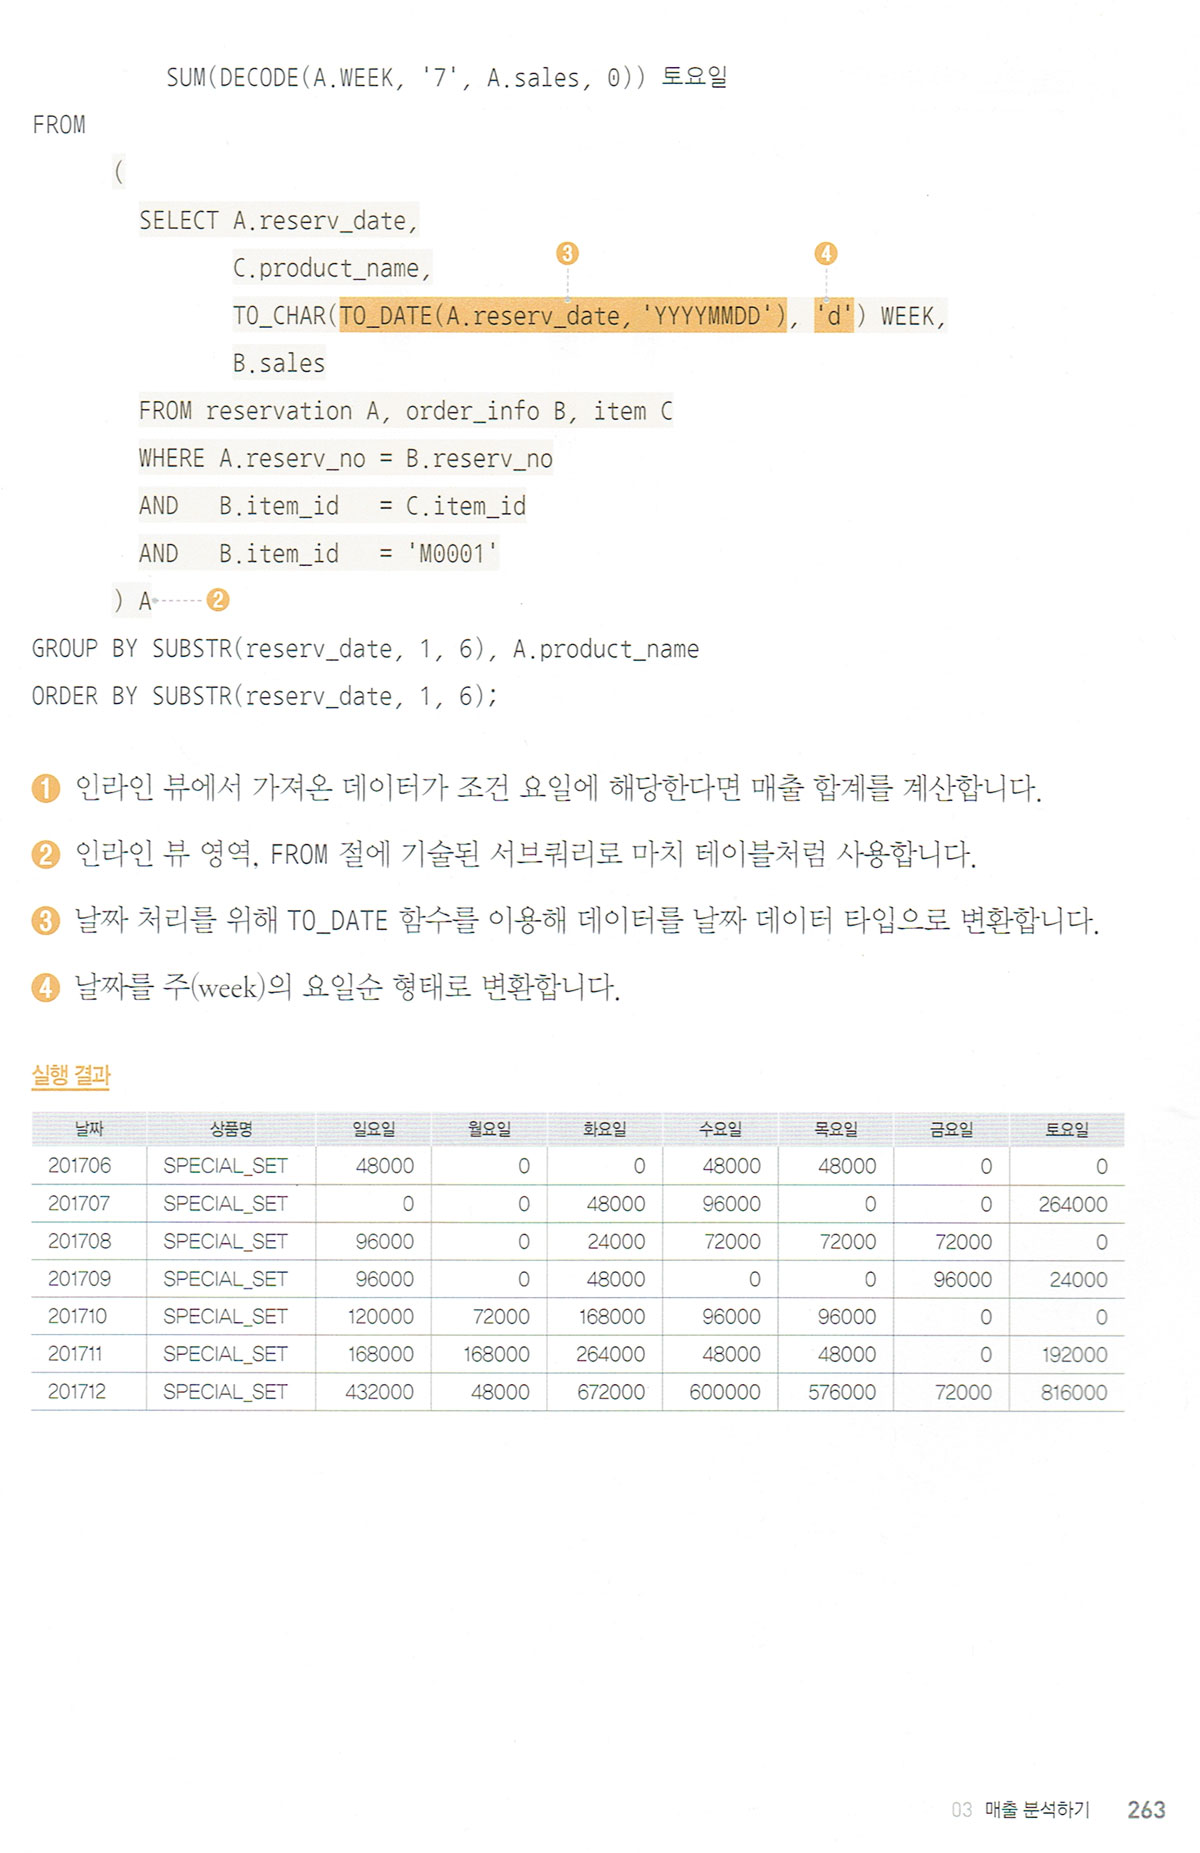 SUM(DECODE(A.WEEK, '7', A.sales, 0)) 토요일
FROM
(
SELECT A.reserv_date,
C.product_name,
❸ ❹
TO_CHAR(TO_DATE(A.reserv_date, 'YYYYMMDD'), 'd') WEEK,
B.sales
FROM reservation A, order_info B, item C
WHERE A.reserv_no = B.reserv_no
AND B.item_id = C.item_id
AND B.item_id = 'M0001'
) A ❷
GROUP BY SUBSTR(reserv_date, 1, 6), A.product_name
ORDER BY SUBSTR(reserv_date, 1, 6);
❶ 인라인 뷰에서 가져온 데이터가 조건 요일에 해당한다면 매출 합계를 계산합니다.
❷ 인라인 뷰 영역. FROM 절에 기술된 서브쿼리로 마치 테이블처럼 사용합니다.
❸ 날짜 처리를 위해 TO_DATE 함수를 이용해 데이터를 날짜 데이터 타입으로 변환합니다.
❹ 날짜를 주(week)의 요일순 형태로 변환합니다.
실행 결과
날짜 상품명 일요일 월요일 화요일 수요일 목요일 금요일 토요일
201706 SPECIAL_SET 48000 0 0 48000 48000 0 0
201707 SPECIAL_SET 0 0 48000 96000 0 0 264000
201708 SPECIAL_SET 96000 0 24000 72000 72000 72000 0
201709 SPECIAL_SET 96000 0 48000 0 0 96000 24000
201710 SPECIAL_SET 120000 72000 168000 96000 96000 0 0
201711 SPECIAL_SET 168000 168000 264000 48000 48000 0 192000
201712 SPECIAL_SET 432000 48000 672000 600000 576000 72000 816000
03 매출 분석하기 263